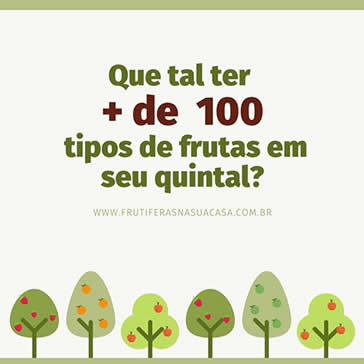 Que tal ter
+ de 100
tipos de frutas em
seu quintal?
WWW.FRUTIFERASNASUACASA.COM.BR